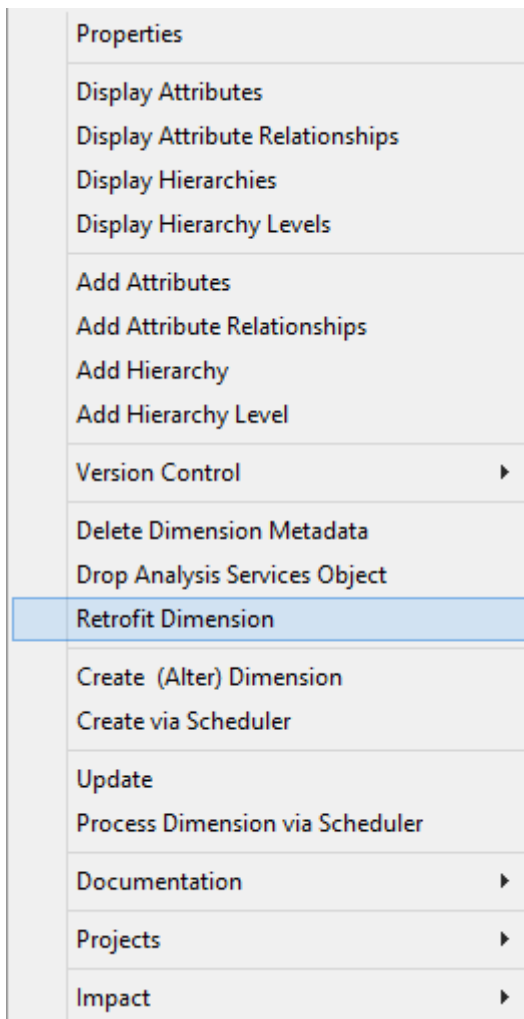 Properties
Display Attributes
Display Attribute Relationships
Display Hierarchies
Display Hierarchy Levels
Add Attributes
Add Attribute Relationships
Add Hierarchy
Add Hierarchy Level
Version Control
Delete Dimension Metadata
Drop Analysis Services Object
Retrofit Dimension
Create  (Alter) Dimension
Create via Scheduler
Update
Process Dimension via Scheduler
Documentation
Projects
Impact